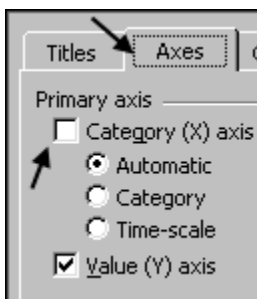 Titles Axes
Primary axis
Category (X) axis
Automatic
Category
Time-scale
Value (Y) axis